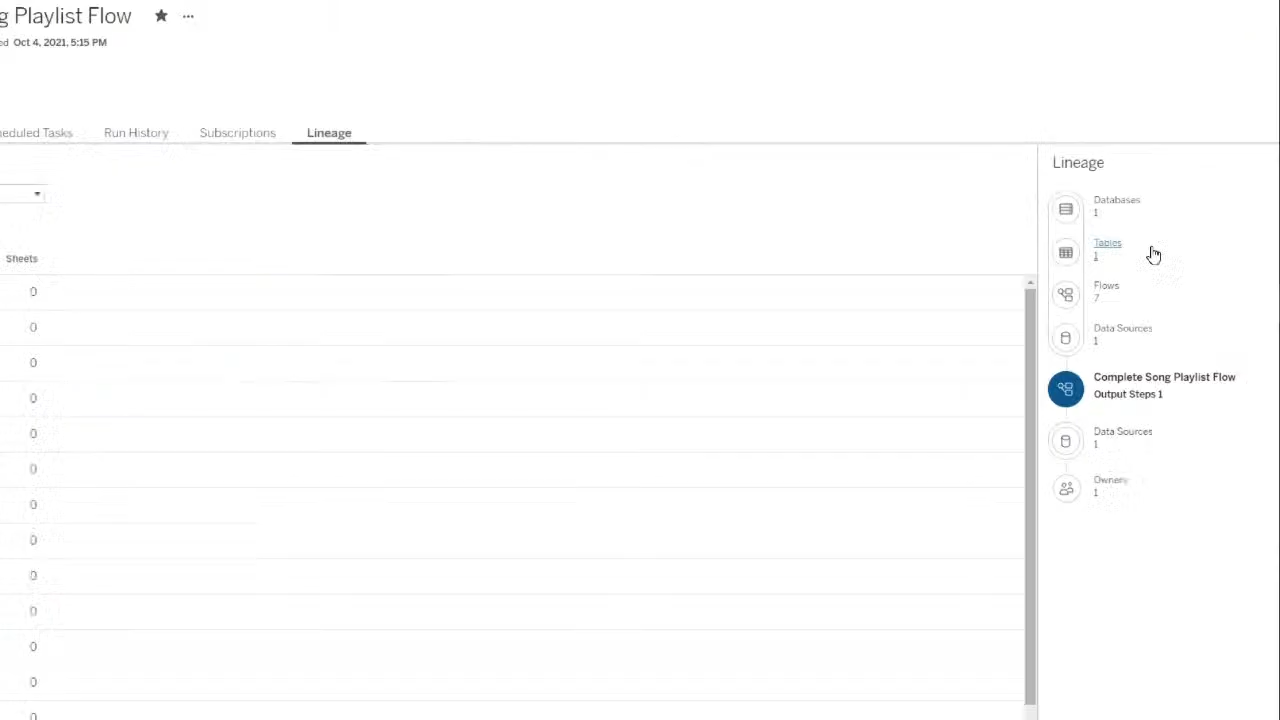 g Playlist Flow
ed Oct 4, 2021, 5:15 PM
eduled Tasks Run History Subscriptions Lineage
Sheets
0
0
0
0
0
0
0
0
0
0
0
0
0
Lineage
Databases
1
Tables
1
Flows
7
Data Sources
1
Complete Song Playlist Flow
Output Steps 1
Data Sources
1
Owners
1